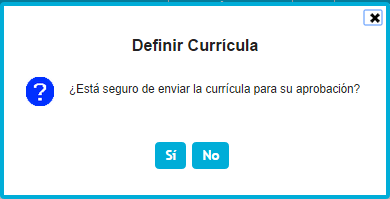 Definir Currícula
¿Está seguro de enviar la currícula para su aprobación?
Sí No